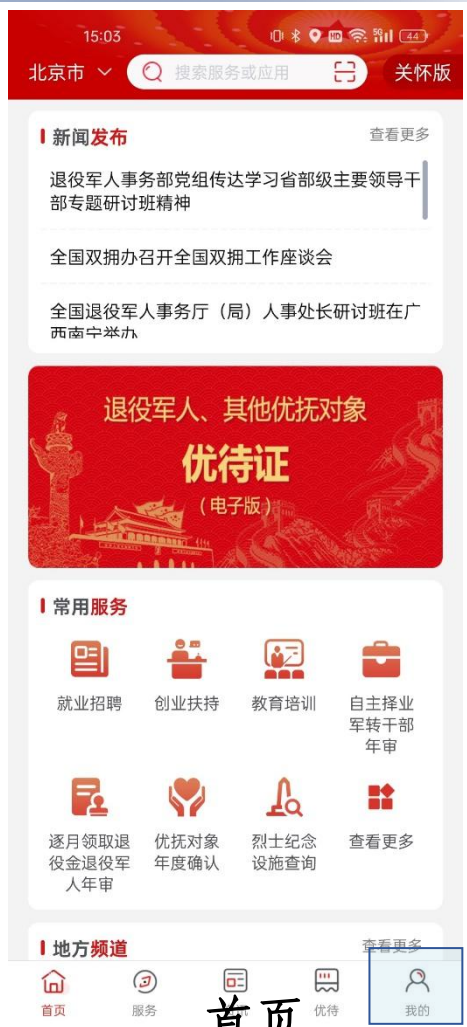 15:03
HD 5G 44
北京市
搜索服务或应用
关怀版
新闻发布
查看更多
退役军人事务部党组传达学习省部级主要领导干
部专题研讨班精神
全国双拥办召开全国双拥工作座谈会
全国退役军人事务厅（局）人事处长研讨班在广
西南宁举办
退役军人、其他优抚对象
优待证
（电子版）
常用服务
就业招聘
创业扶持
教育培训
自主择业
军转干部
年审
逐月领取退
役金退役军
人年审
优抚对象
年度确认
烈士纪念
设施查询
查看更多
地方频道
查看更多
首页
服务
优待
我的
首页